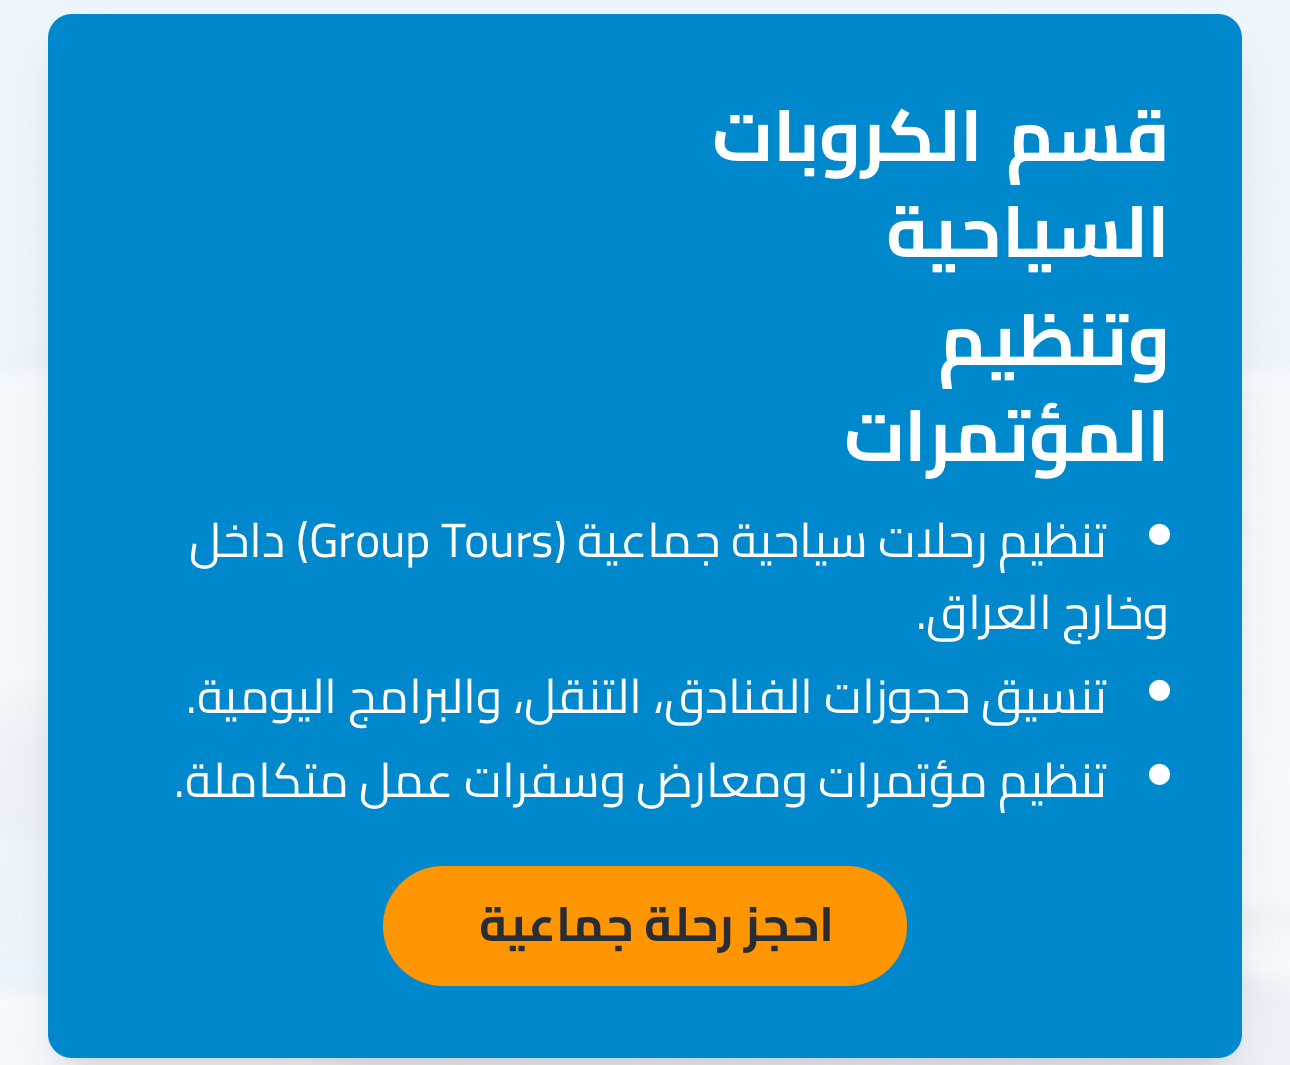 قسم الكروبات
السياحية
وتنظيم
المؤتمرات
• تنظيم رحلات سياحية جماعية (Group Tours) داخل
وخارج العراق.
• تنسيق حجوزات الفنادق، التنقل، والبرامج اليومية.
• تنظيم مؤتمرات ومعارض وسفرات عمل متكاملة.
احجز رحلة جماعية